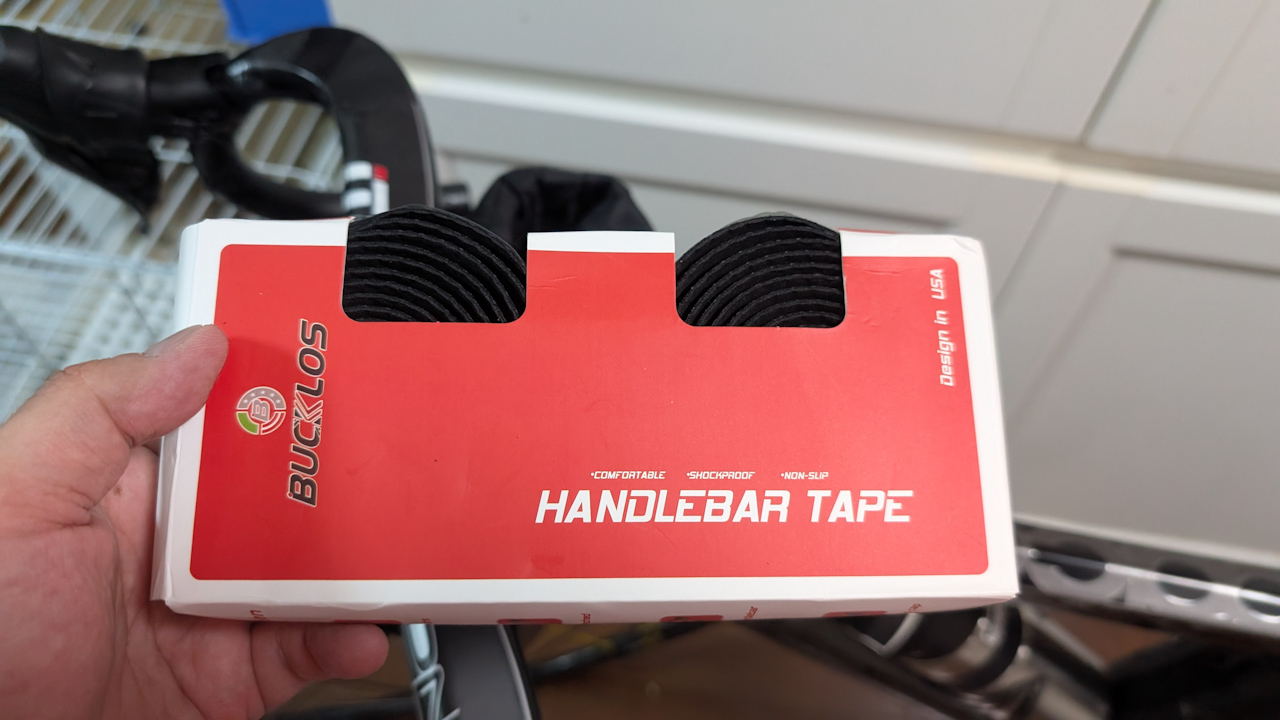 BUCKLOS
B
Design in USA
•COMFORTABLE •SHOCKPROOF •NON-SLIP
HANDLEBAR TAPE